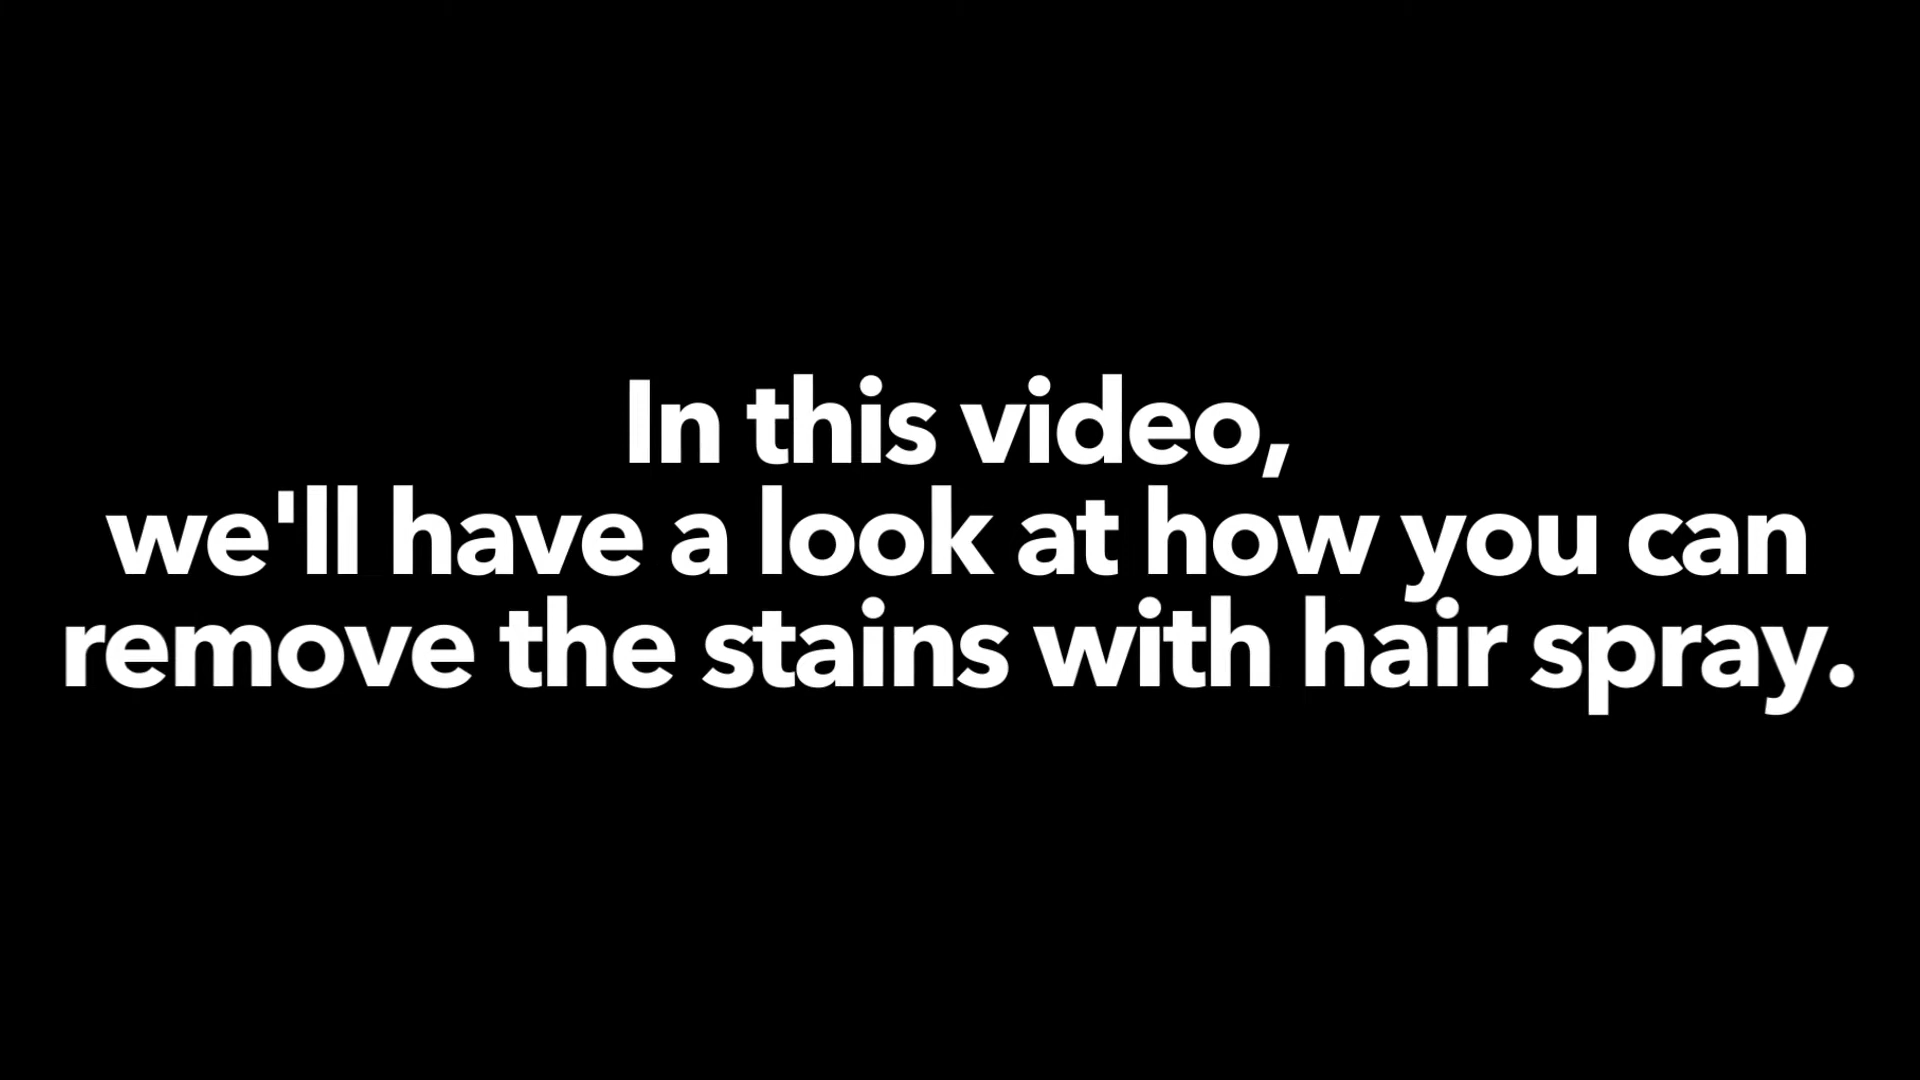 In this video,
we'll have a look at how you can
remove the stains with hair spray.